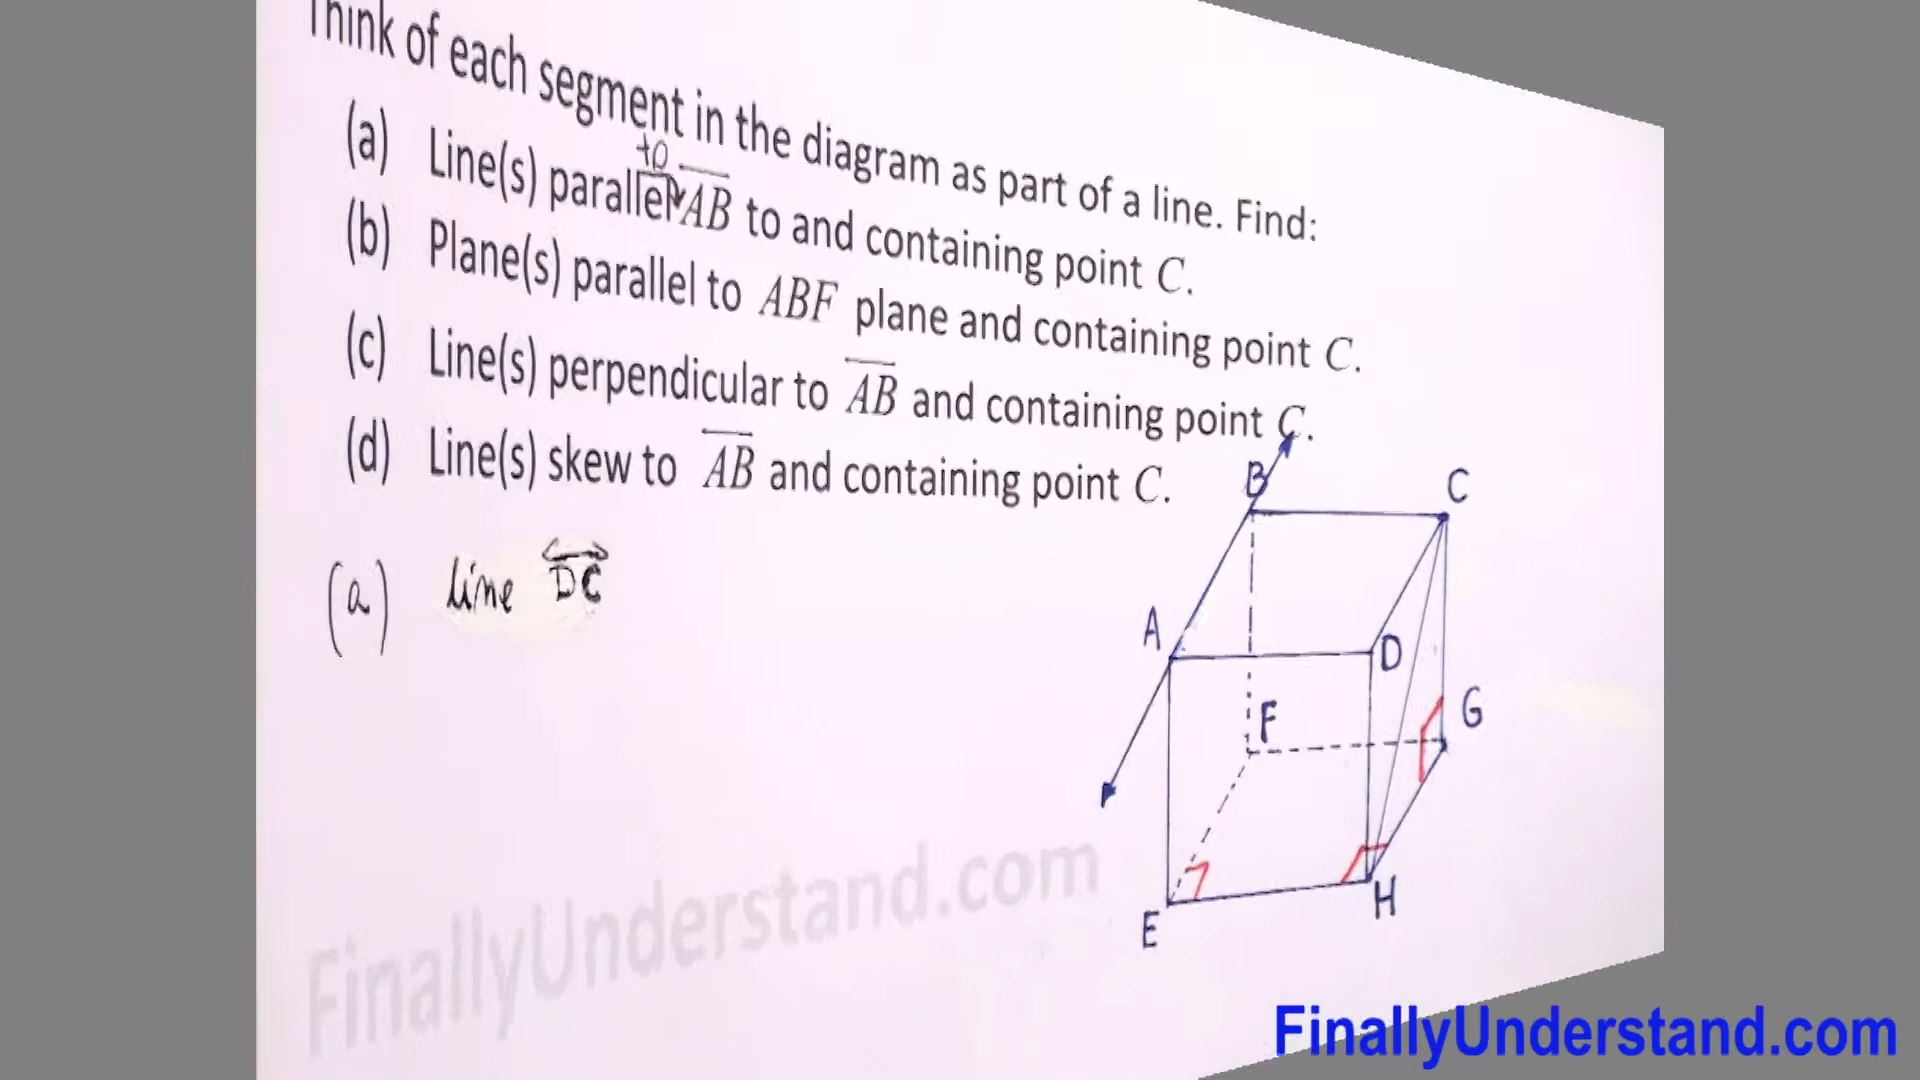 Think of each segment in the diagram as part of a line. Find:
to
(a) Line(s) parallel AB to and containing point C.
(b) Plane(s) parallel to ABF plane and containing point C.
(c) Line(s) perpendicular to AB and containing point C.
(d) Line(s) skew to AB and containing point C.
(a) line DC
B C
A D
F G
E H
FinallyUnderstand.com
FinallyUnderstand.com